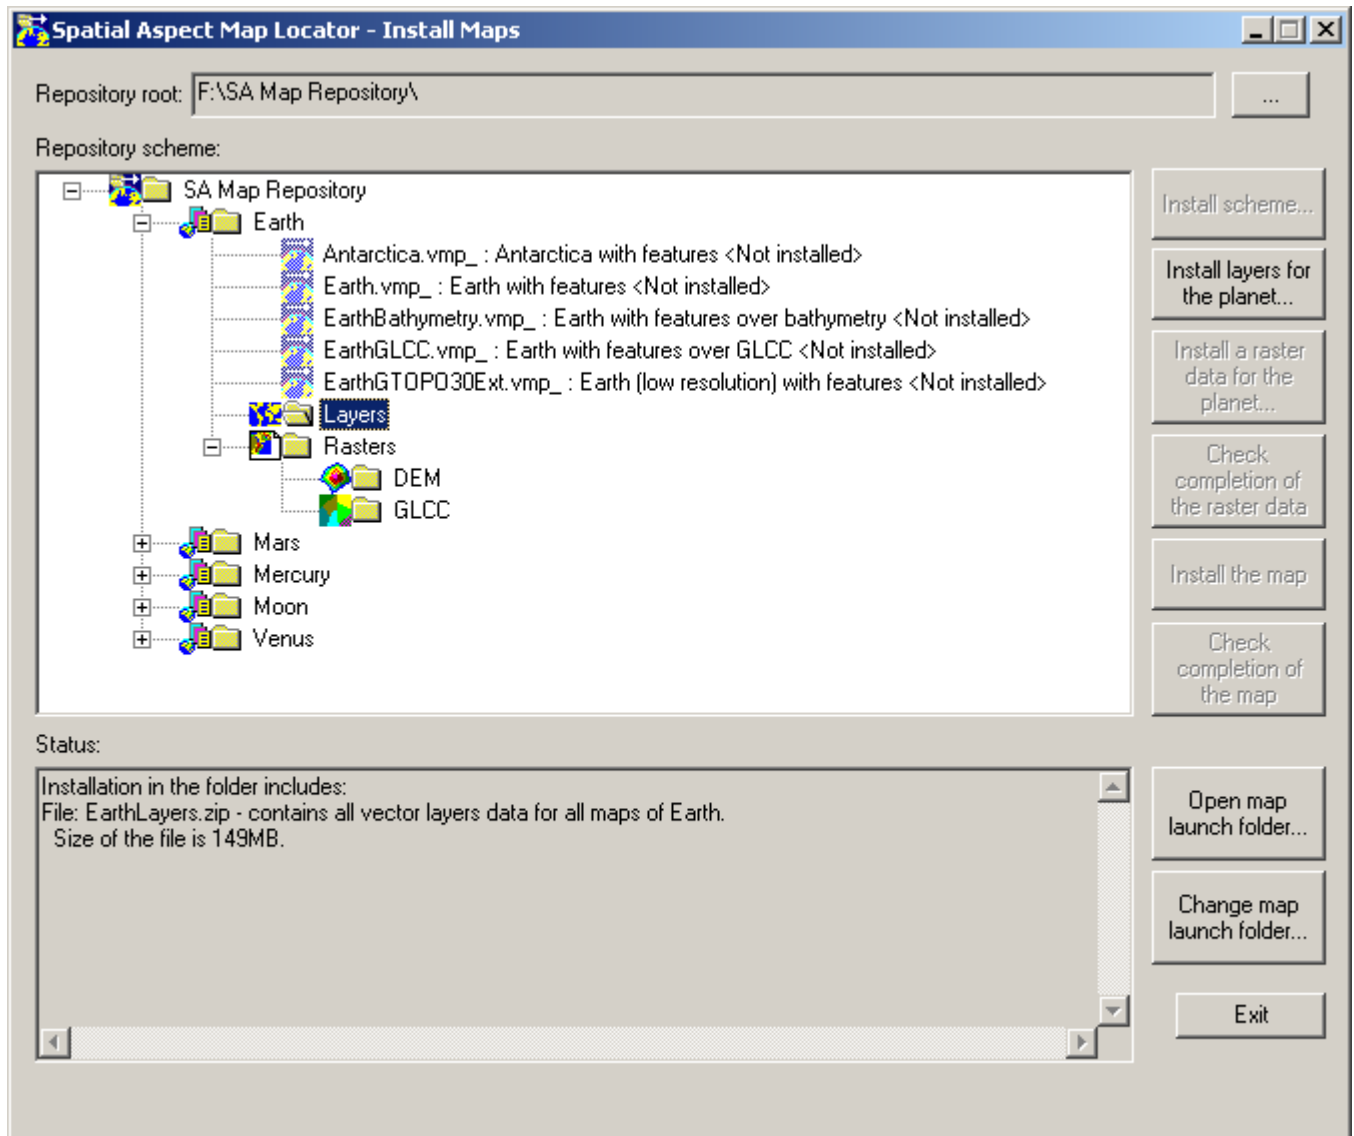 Spatial Aspect Map Locator - Install Maps
Repository root: F:\SA Map Repository\
...
Repository scheme:
SA Map Repository
Earth
Antarctica.vmp_ : Antarctica with features <Not installed>
Earth.vmp_ : Earth with features <Not installed>
EarthBathymetry.vmp_ : Earth with features over bathymetry <Not installed>
EarthGLCC.vmp_ : Earth with features over GLCC <Not installed>
EarthGTOPO30Ext.vmp_ : Earth (low resolution) with features <Not installed>
Layers
Rasters
DEM
GLCC
Mars
Mercury
Moon
Venus
Install scheme...
Install layers for
the planet...
Install a raster
data for the
planet...
Check
completion of
the raster data
Install the map
Check
completion of
the map
Status:
Installation in the folder includes:
File: EarthLayers.zip - contains all vector layers data for all maps of Earth.
Size of the file is 149MB.
Open map
launch folder...
Change map
launch folder...
Exit